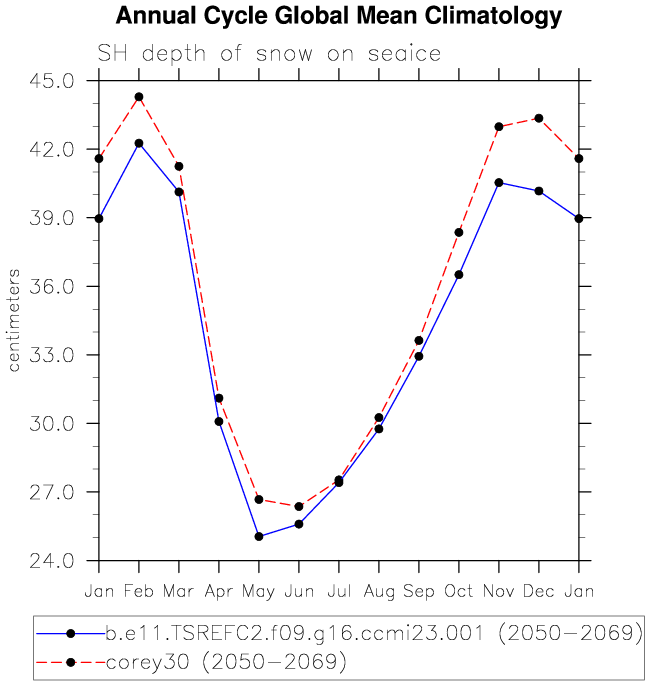 Annual Cycle Global Mean Climatology
SH depth of snow on seaice
45.0
42.0
39.0
36.0
33.0
30.0
27.0
24.0
centimeters
Jan Feb Mar Apr May Jun Jul Aug Sep Oct Nov Dec Jan
b.e11.TSREFC2.f09.g16.ccmi23.001 (2050-2069)
corey30 (2050-2069)